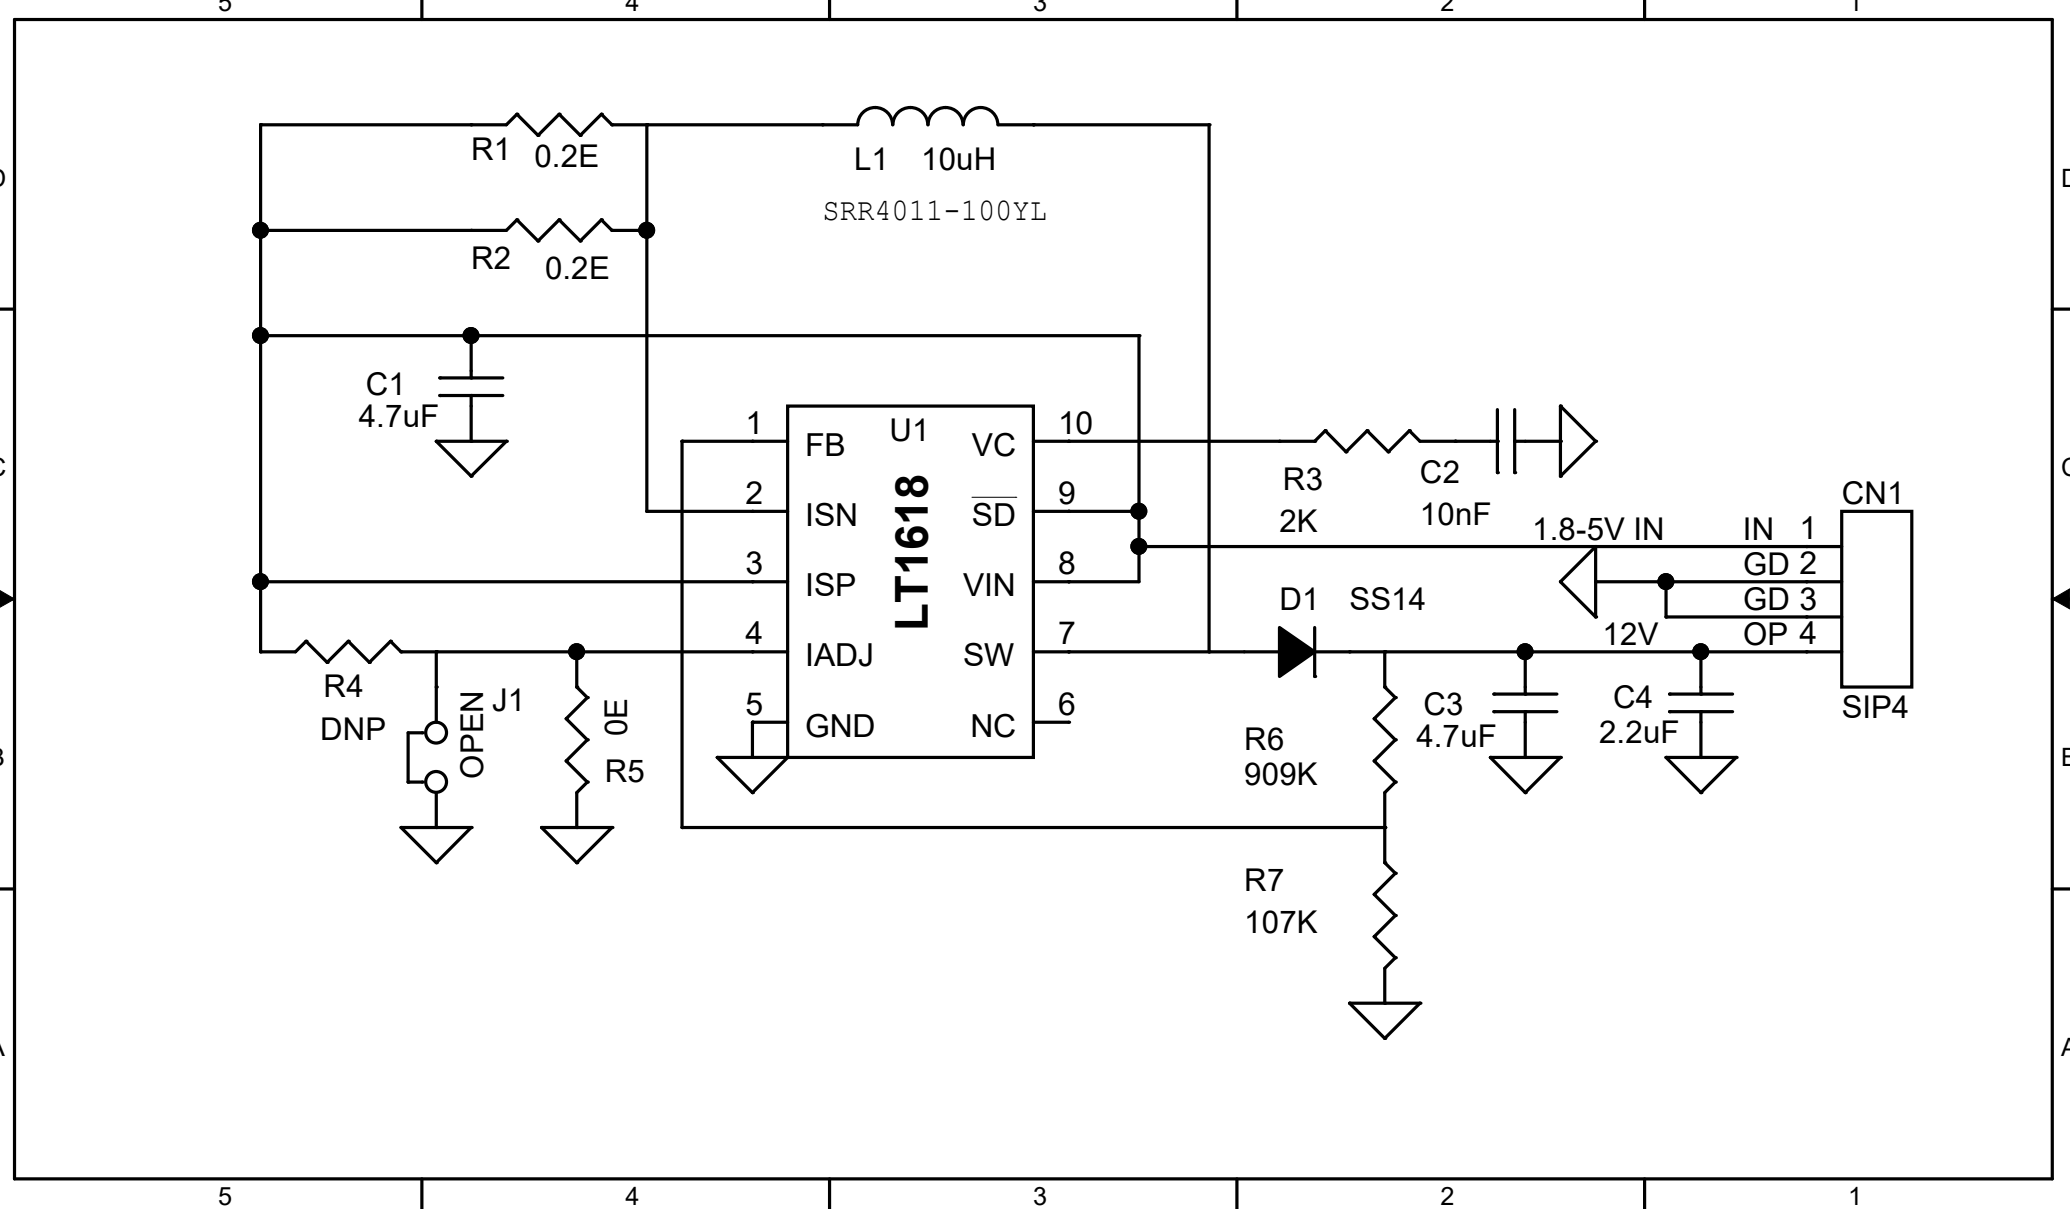 5 4 3 2 1
R1 0.2E
L1 10uH
SRR4011-100YL
D D
R2 0.2E
C1
4.7uF
U1
LT1618
1 FB
2 ISN
3 ISP
4 IADJ
5 GND
VC 10
SD 9
VIN 8
SW 7
NC 6
C C
R3
2K
C2
10nF
CN1
1.8-5V IN IN 1
GD 2
GD 3
12V OP 4
SIP4
D1 SS14
R4
DNP
OPEN J1
0E
R5
C3
4.7uF
C4
2.2uF
R6
909K
B B
R7
107K
A A
5 4 3 2 1